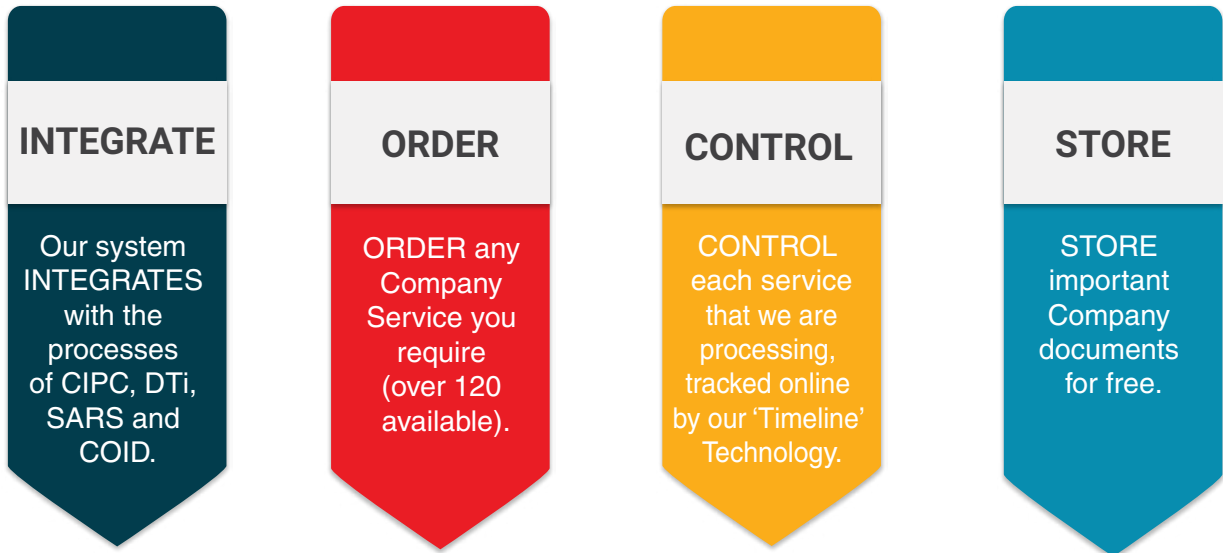 INTEGRATE
Our system
INTEGRATES
with the
processes
of CIPC, DTi,
SARS and
COID.
ORDER
ORDER any
Company
Service you
require
(over 120
available).
CONTROL
CONTROL
each service
that we are
processing,
tracked online
by our ‘Timeline’
Technology.
STORE
STORE
important
Company
documents
for free.